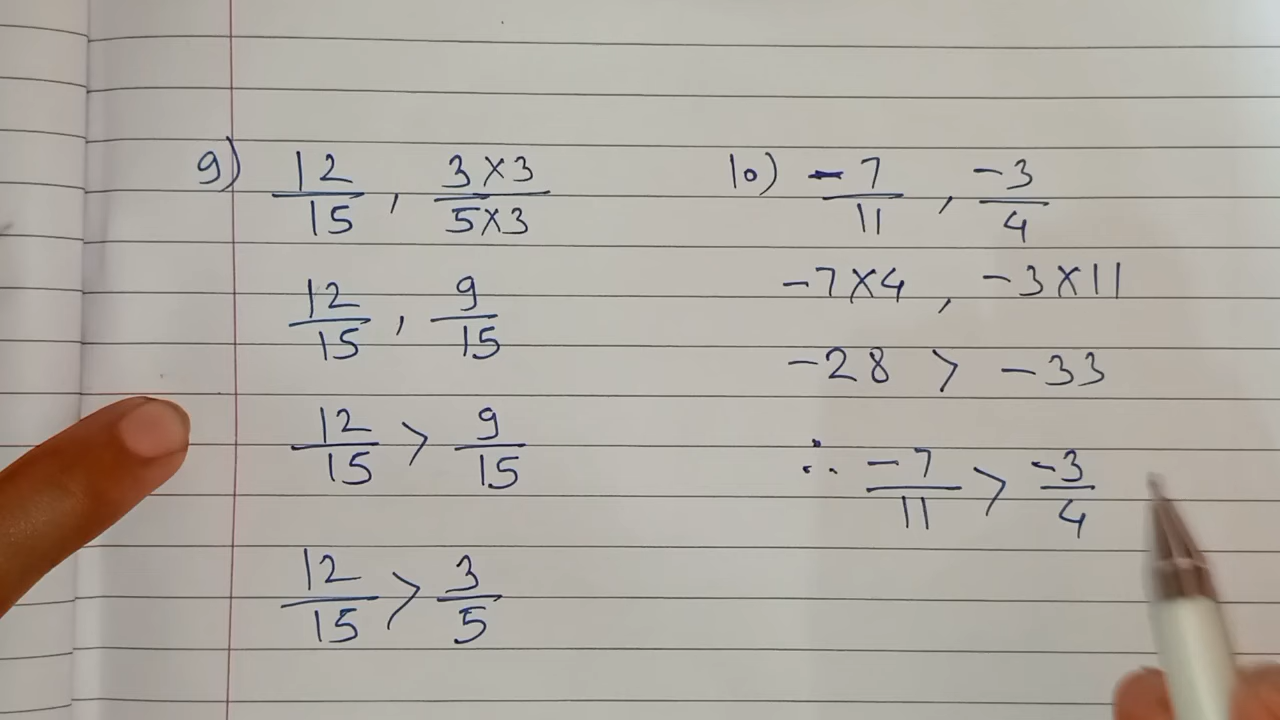 9) 12/15 , 3×3/5×3
12/15 , 9/15
12/15 > 9/15
12/15 > 3/5
10) -7/11 , -3/4
-7×4 , -3×11
-28 > -33
∴ -7/11 > -3/4